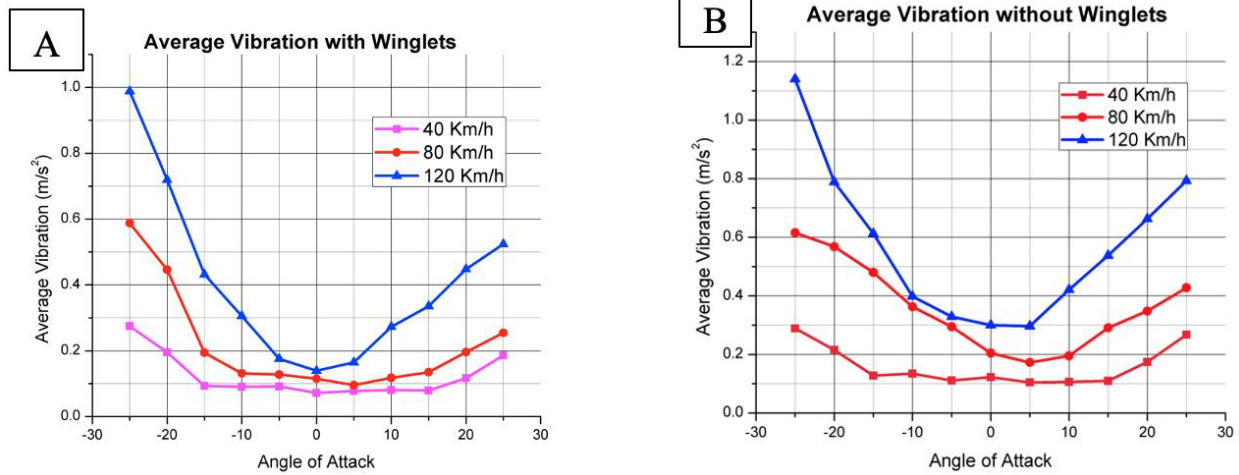 A
Average Vibration with Winglets
Average Vibration (m/s²)
1.0
0.8
0.6
0.4
0.2
0.0
40 Km/h
80 Km/h
120 Km/h
-30
-20
-10
0
10
20
30
Angle of Attack
B
Average Vibration without Winglets
Average Vibration (m/s²)
1.2
1.0
0.8
0.6
0.4
0.2
0.0
40 Km/h
80 Km/h
120 Km/h
-30
-20
-10
0
10
20
30
Angle of Attack